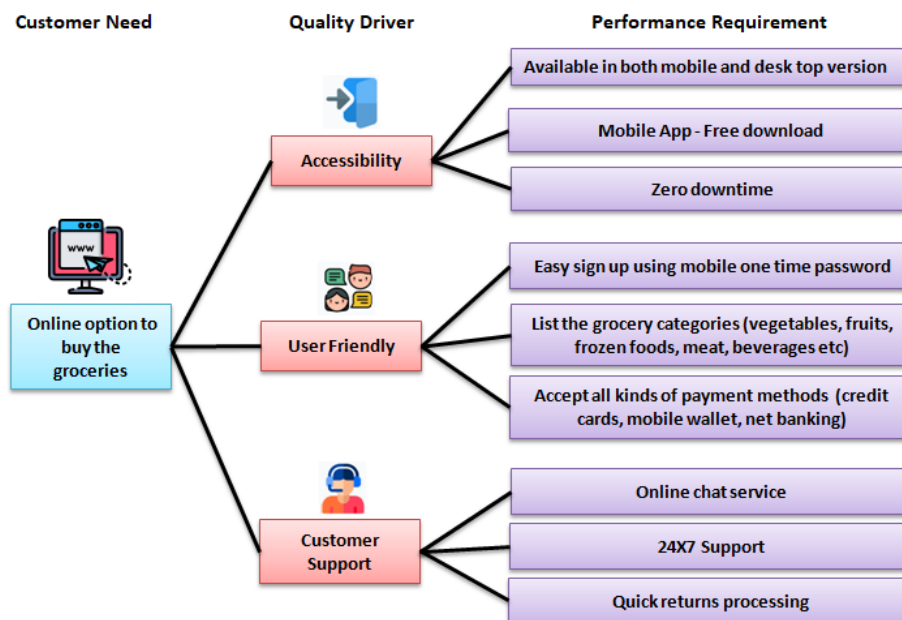 Customer Need
Quality Driver
Performance Requirement
Available in both mobile and desk top version
Accessibility
Mobile App - Free download
Zero downtime
www
Online option to
buy the
groceries
User Friendly
Easy sign up using mobile one time password
List the grocery categories (vegetables, fruits,
frozen foods, meat, beverages etc)
Accept all kinds of payment methods (credit
cards, mobile wallet, net banking)
Customer
Support
Online chat service
24X7 Support
Quick returns processing